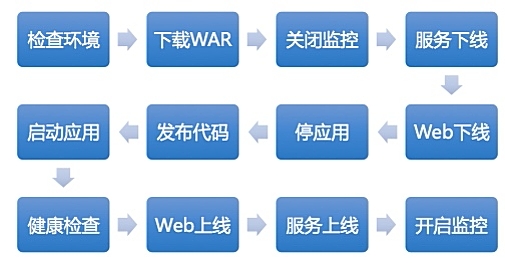 检查环境
下载WAR
关闭监控
服务下线
Web下线
停应用
发布代码
启动应用
健康检查
Web上线
服务上线
开启监控